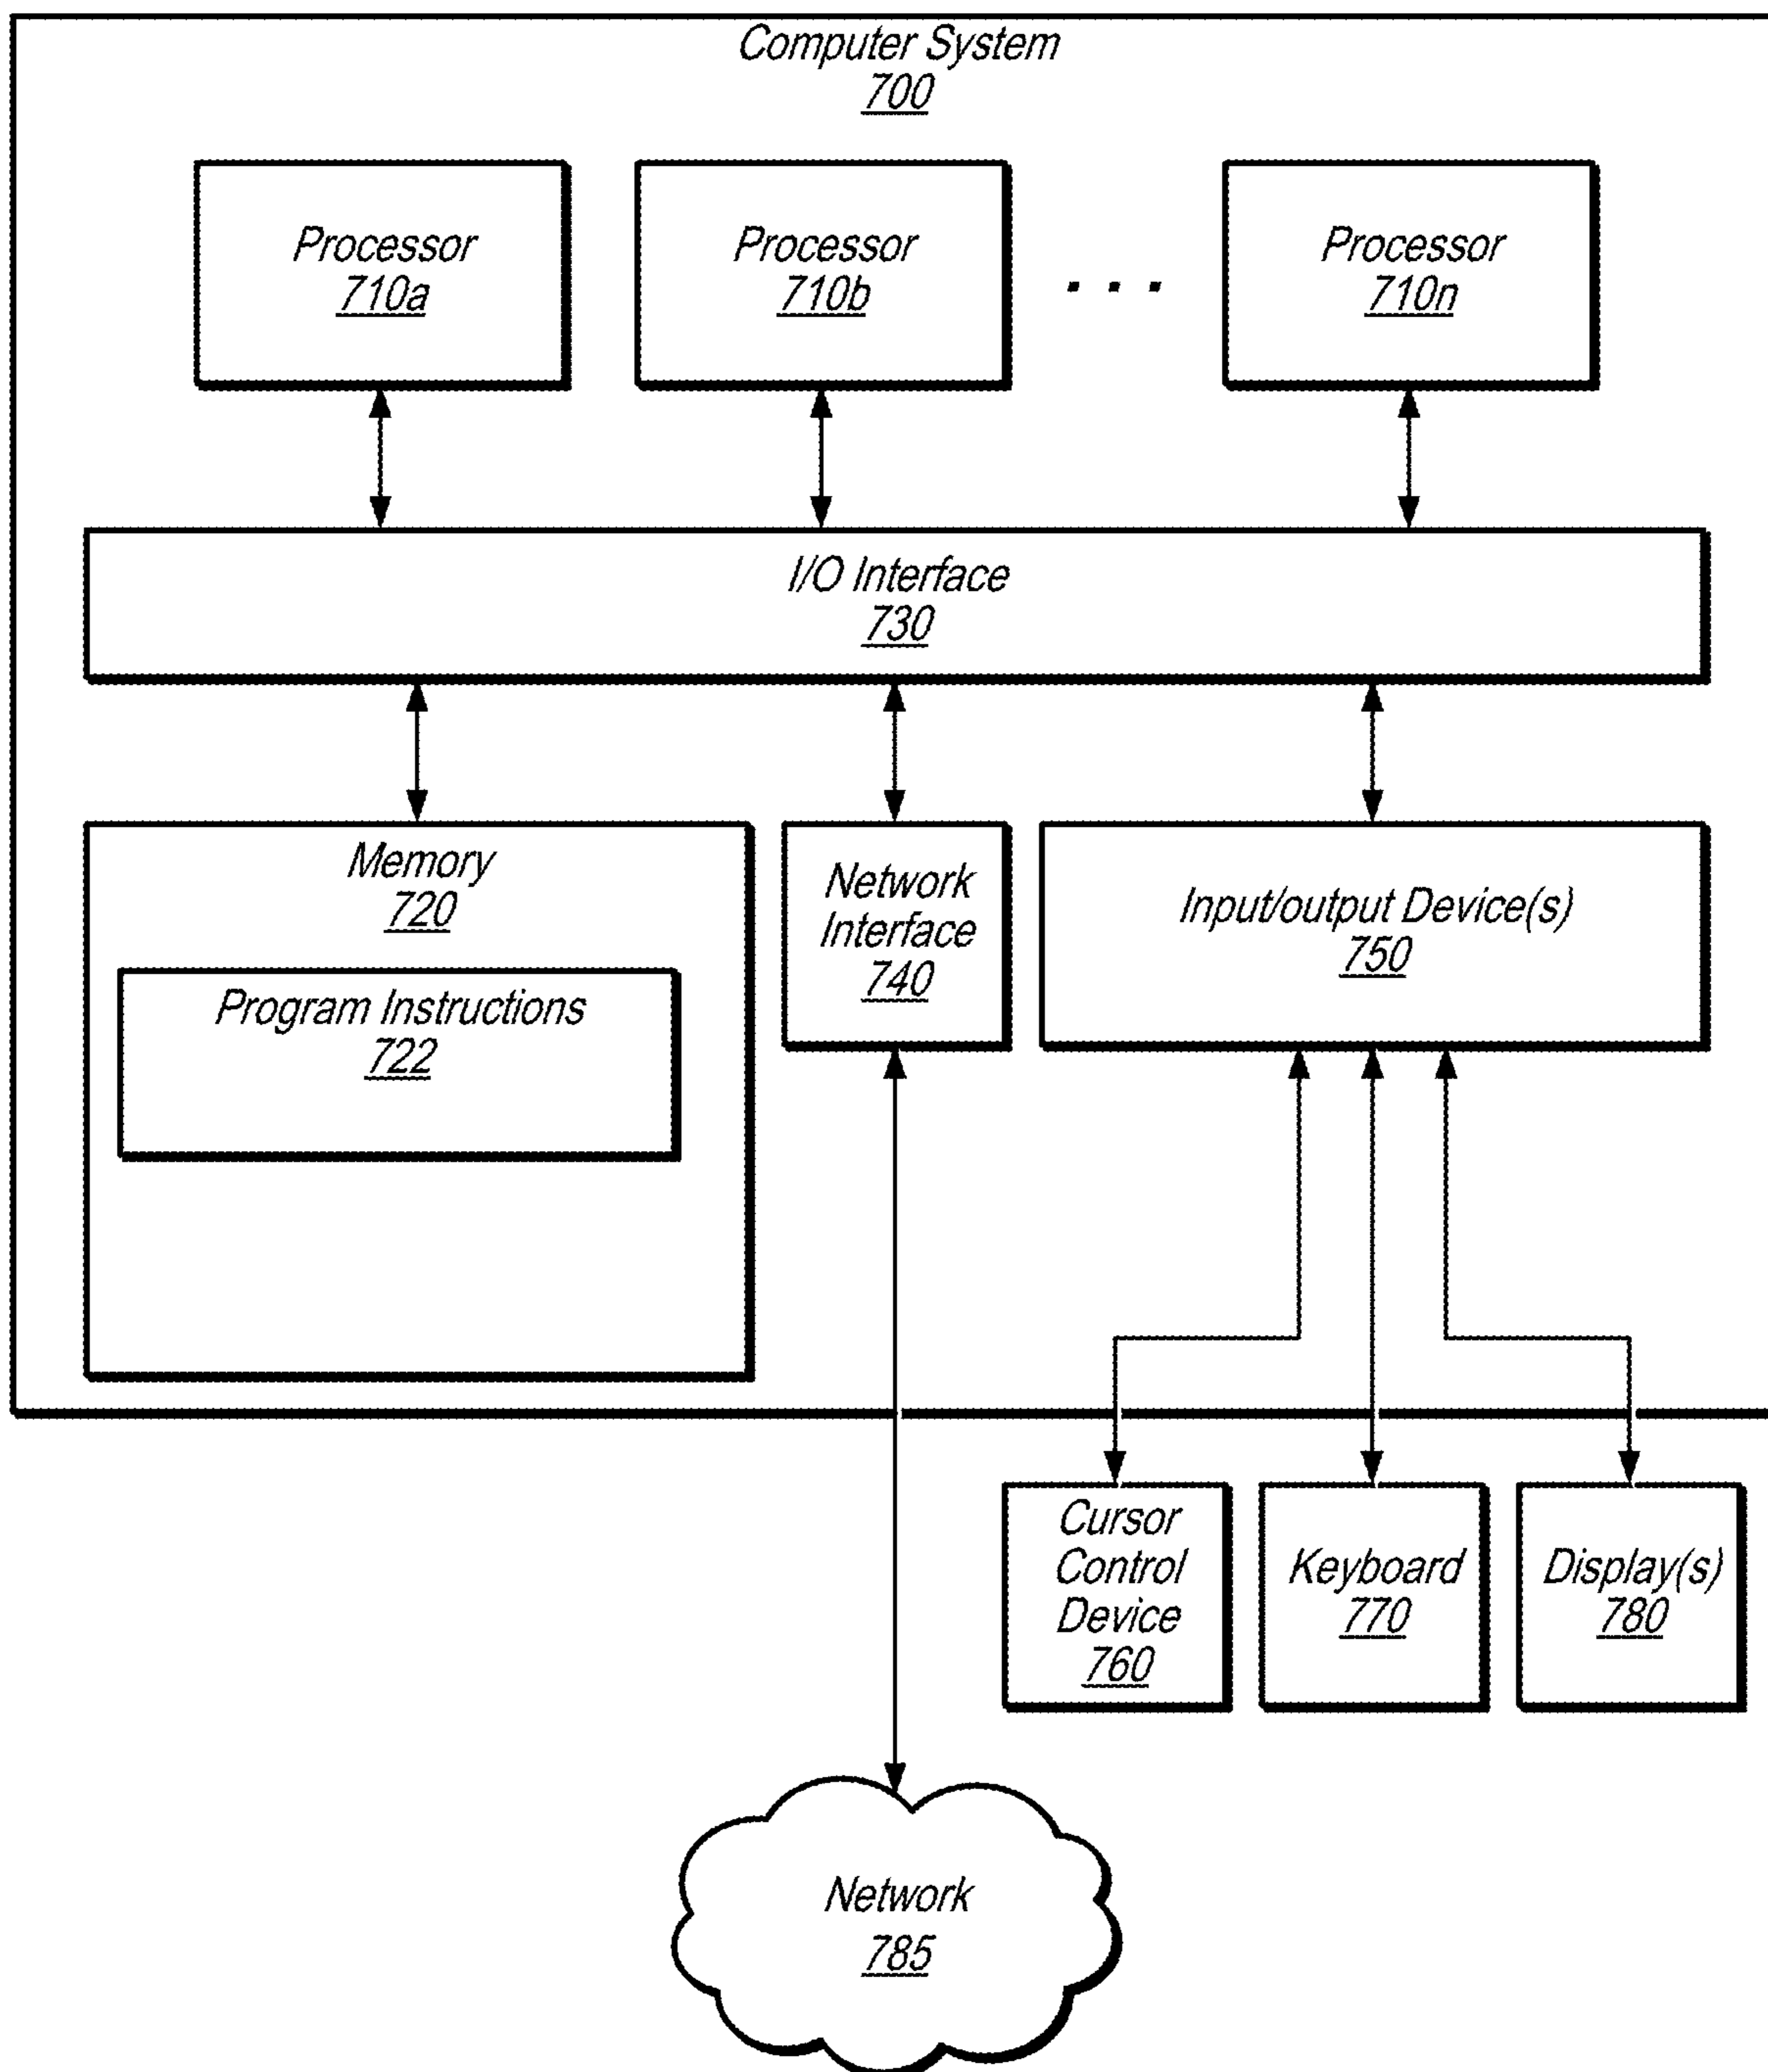 Computer System
700
Processor
710a
Processor
710b
. . .
Processor
710n
I/O Interface
730
Memory
720
Program Instructions
722
Network
Interface
740
Input/output Device(s)
750
Cursor
Control
Device
760
Keyboard
770
Display(s)
780
Network
785